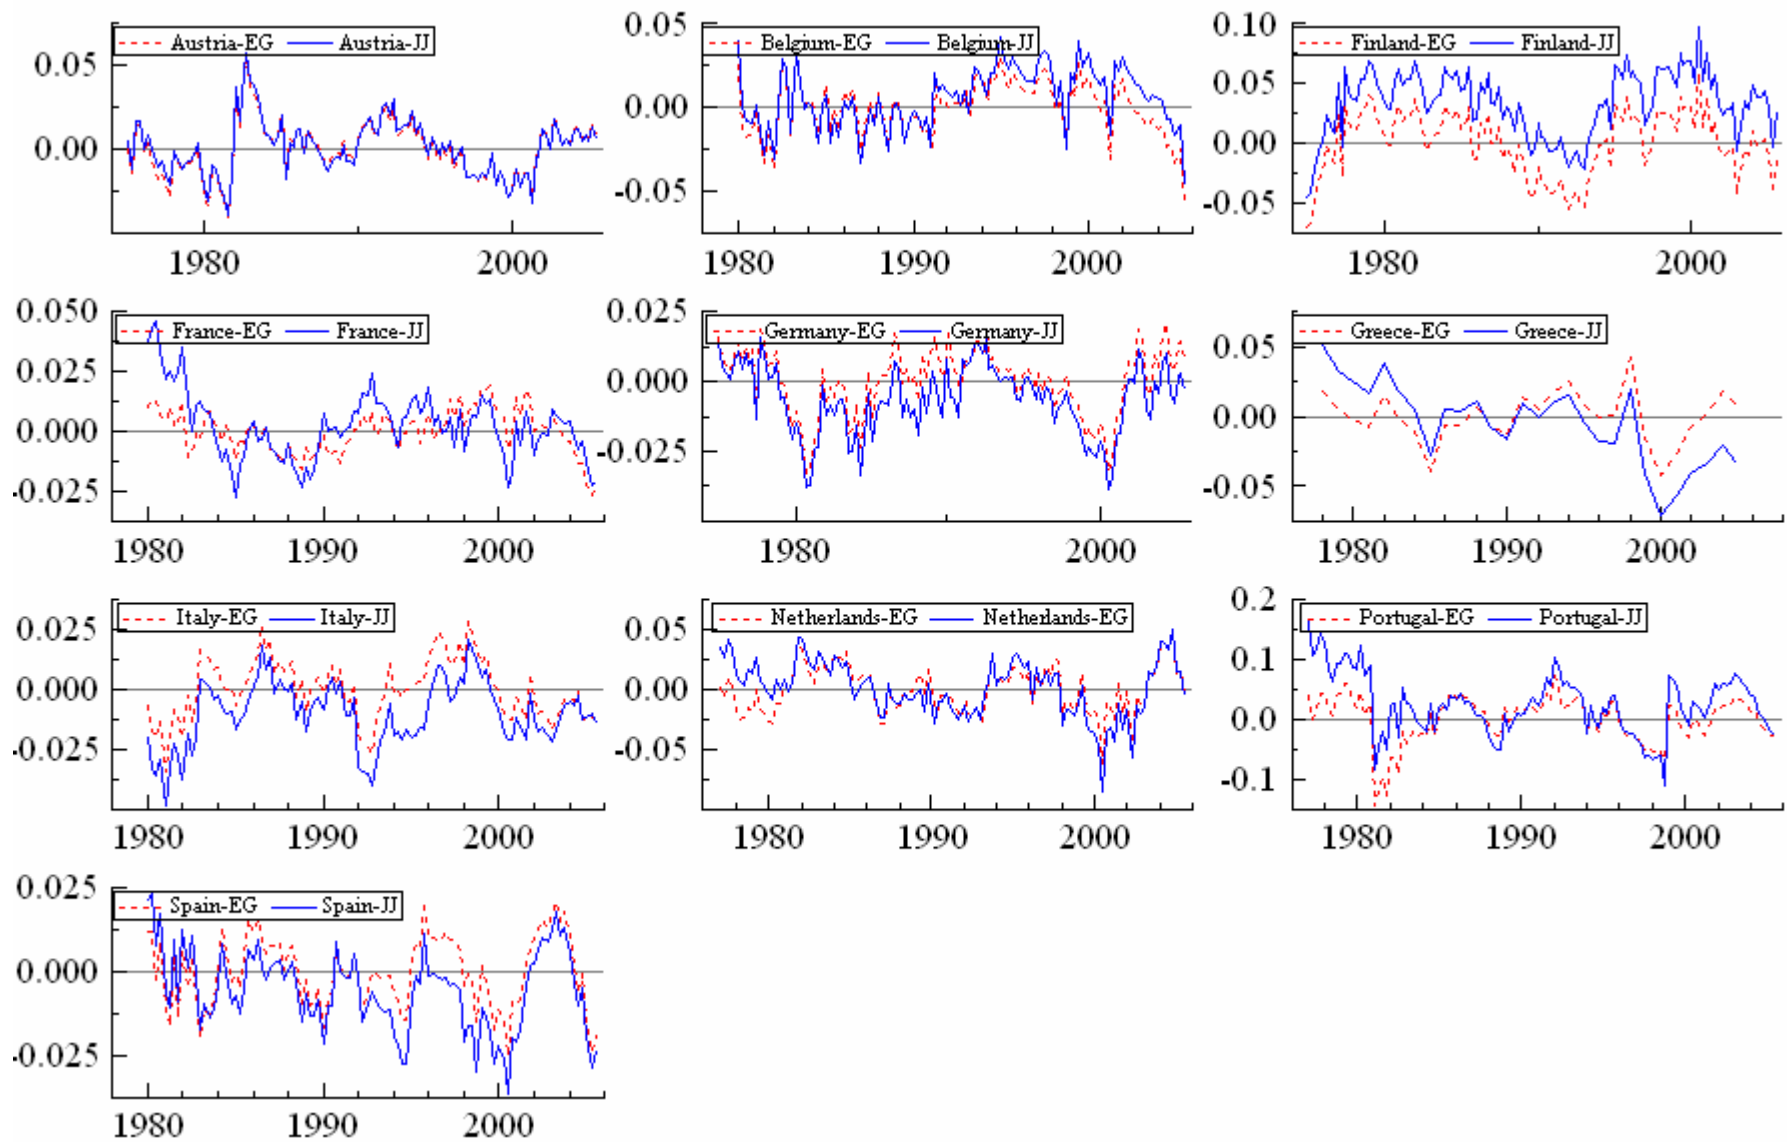 Austria-EG Austria-JJ
0.05
0.00
1980 2000
0.05
Belgium-EG Belgium-JJ
0.00
-0.05
1980 1990 2000
0.10
Finland-EG Finland-JJ
0.05
0.00
-0.05
1980 2000
0.050
France-EG France-JJ
0.025
0.000
-0.025
1980 1990 2000
0.025
Germany-EG Germany-JJ
0.000
-0.025
1980 2000
Greece-EG Greece-JJ
0.05
0.00
-0.05
1980 1990 2000
Italy-EG Italy-JJ
0.025
0.000
-0.025
1980 1990 2000
Netherlands-EG Netherlands-EG
0.05
0.00
-0.05
1980 1990 2000
0.2
Portugal-EG Portugal-JJ
0.1
0.0
-0.1
1980 1990 2000
0.025
Spain-EG Spain-JJ
0.000
-0.025
1980 1990 2000